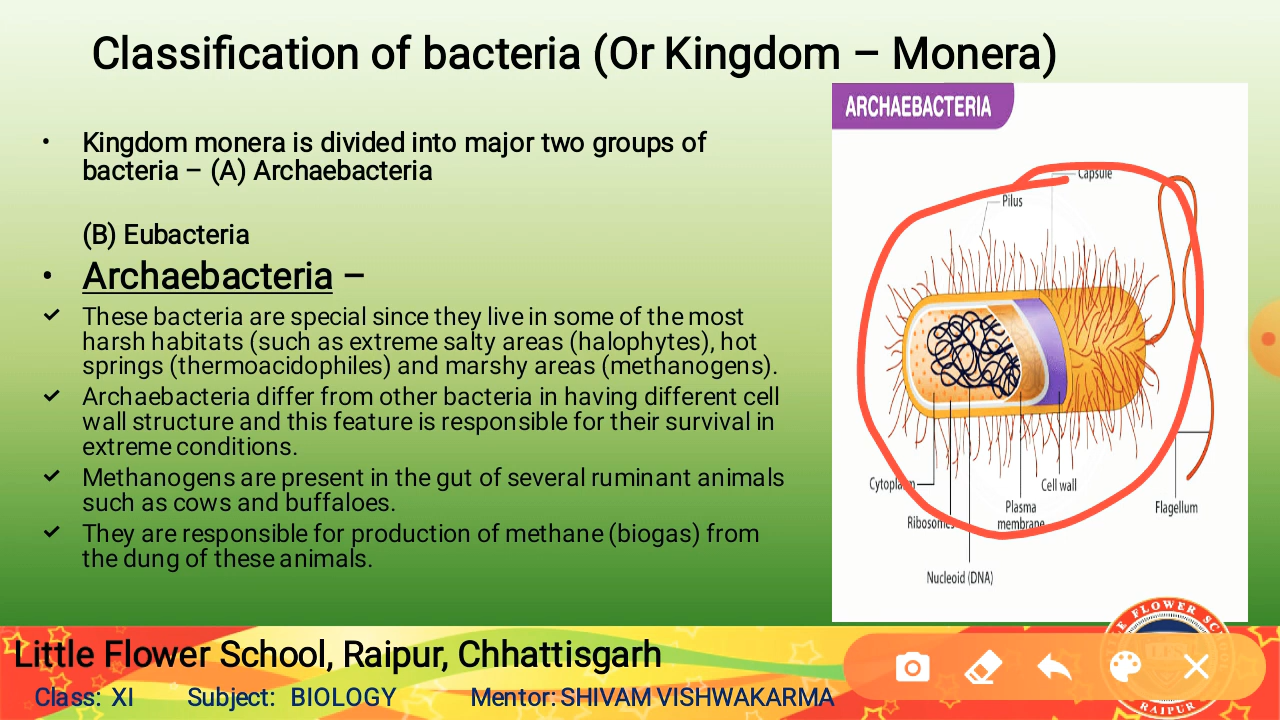 Classification of bacteria (Or Kingdom – Monera)
• Kingdom monera is divided into major two groups of
bacteria – (A) Archaebacteria
(B) Eubacteria
• Archaebacteria –
✓ These bacteria are special since they live in some of the most
harsh habitats (such as extreme salty areas (halophytes), hot
springs (thermoacidophiles) and marshy areas (methanogens).
✓ Archaebacteria differ from other bacteria in having different cell
wall structure and this feature is responsible for their survival in
extreme conditions.
✓ Methanogens are present in the gut of several ruminant animals
such as cows and buffaloes.
✓ They are responsible for production of methane (biogas) from
the dung of these animals.
ARCHAEBACTERIA
Capsule
Pilus
Cytoplasm
Cell wall
Ribosomes
Plasma
membrane
Flagellum
Nucleoid (DNA)
Little Flower School, Raipur, Chhattisgarh
Class: XI Subject: BIOLOGY Mentor: SHIVAM VISHWAKARMA
FLOWER
RAIPUR